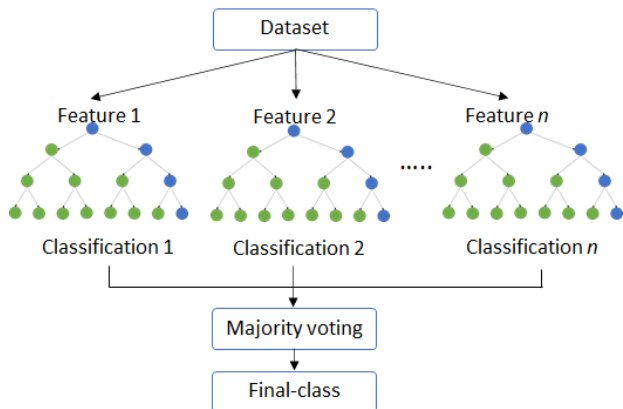 Dataset
Feature 1
Feature 2
Feature n
.....
Classification 1
Classification 2
Classification n
Majority voting
Final-class